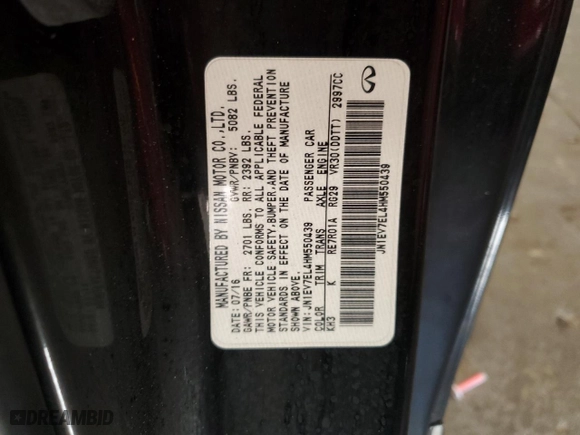 MANUFACTURED BY NISSAN MOTOR CO.,LTD.
DATE: 07/16 GVWR/PNBV: 5082 LBS.
GAWR/PNBE FR: 2701 LBS. RR: 2392 LBS.
THIS VEHICLE CONFORMS TO ALL APPLICABLE FEDERAL
MOTOR VEHICLE SAFETY,BUMPER,AND THEFT PREVENTION
STANDARDS IN EFFECT ON THE DATE OF MANUFACTURE
SHOWN ABOVE.
VIN: JN1EV7EL4HM550439 PASSENGER CAR
COLOR TRIM TRANS AXLE ENGINE
KH3 K RE7R01A RG29 VR30(DDTT) 2997CC
JN1EV7EL4HM550439
DREAMBID